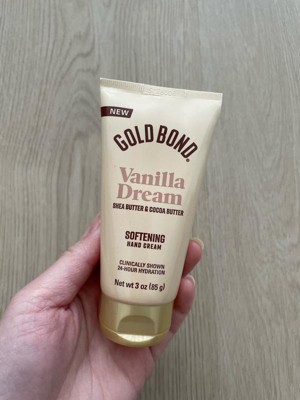 NEW
GOLD BOND.
Vanilla
Dream
SHEA BUTTER & COCOA BUTTER
SOFTENING
HAND CREAM
CLINICALLY SHOWN
24-HOUR HYDRATION
Net wt 3 oz (85 g)